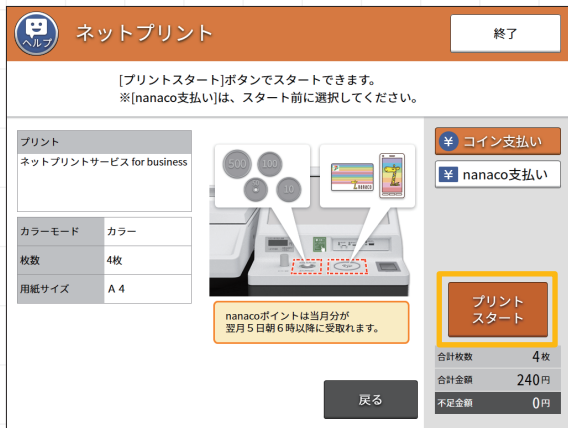 ヘルプ
ネットプリント
終了
[プリントスタート]ボタンでスタートできます。
※[nanaco支払い]は、スタート前に選択してください。
プリント
ネットプリントサービス for business
カラーモード カラー
枚数 4枚
用紙サイズ A 4
500 100
10
nanaco
nanacoポイントは当月分が
翌月5日朝6時以降に受取れます。
¥ コイン支払い
¥ nanaco支払い
プリント
スタート
合計枚数 4枚
合計金額 240円
不足金額 0円
戻る